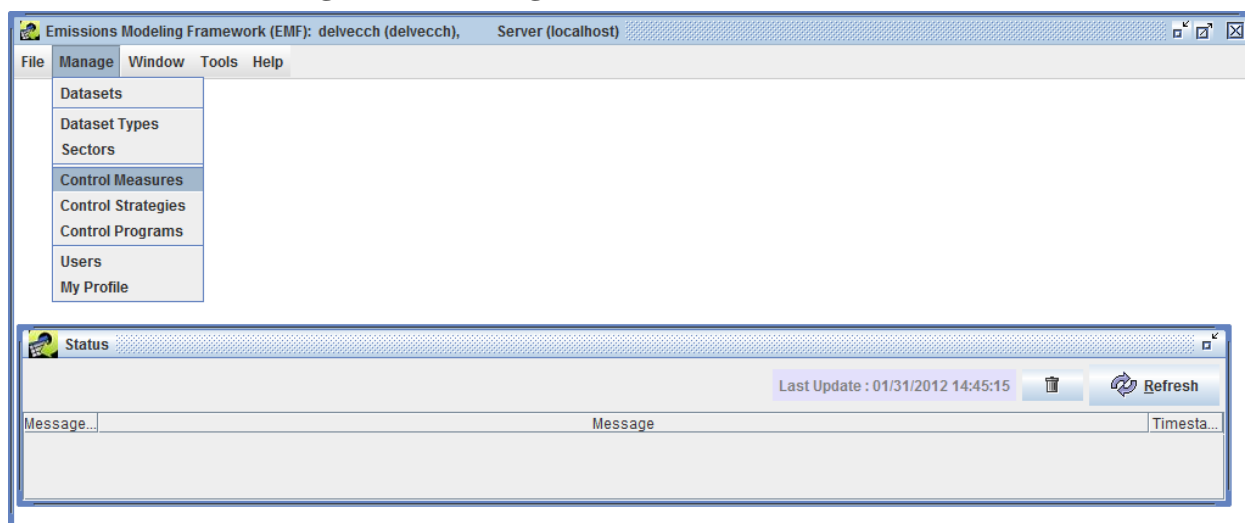 Emissions Modeling Framework (EMF): delvecch (delvecch), Server (localhost)
File Manage Window Tools Help
Datasets
Dataset Types
Sectors
Control Measures
Control Strategies
Control Programs
Users
My Profile
Status
Last Update : 01/31/2012 14:45:15 Refresh
Message... Message Timesta...